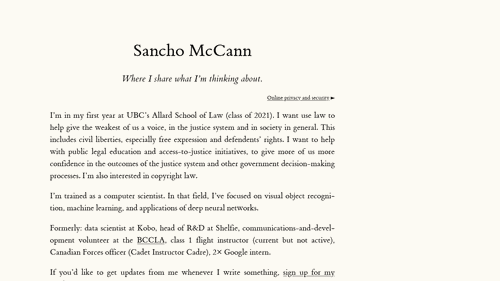 Sancho McCann
Where I share what I'm thinking about.
Online privacy and security ►
I'm in my first year at UBC's Allard School of Law (class of 2021). I want use law to
help give the weakest of us a voice, in the justice system and in society in general. This
includes civil liberties, especially free expression and defendents' rights. I want to help
with public legal education and access-to-justice initiatives, to give more of us more
confidence in the outcomes of the justice system and other government decision-making
processes. I'm also interested in copyright law.
I'm trained as a computer scientist. In that field, I've focused on visual object recogni-
tion, machine learning, and applications of deep neural networks.
Formerly: data scientist at Kobo, head of R&D at Shelfie, communications-and-devel-
opment volunteer at the BCCLA, class 1 flight instructor (current but not active),
Canadian Forces officer (Cadet Instructor Cadre), 2× Google intern.
If you'd like to get updates from me whenever I write something, sign up for my